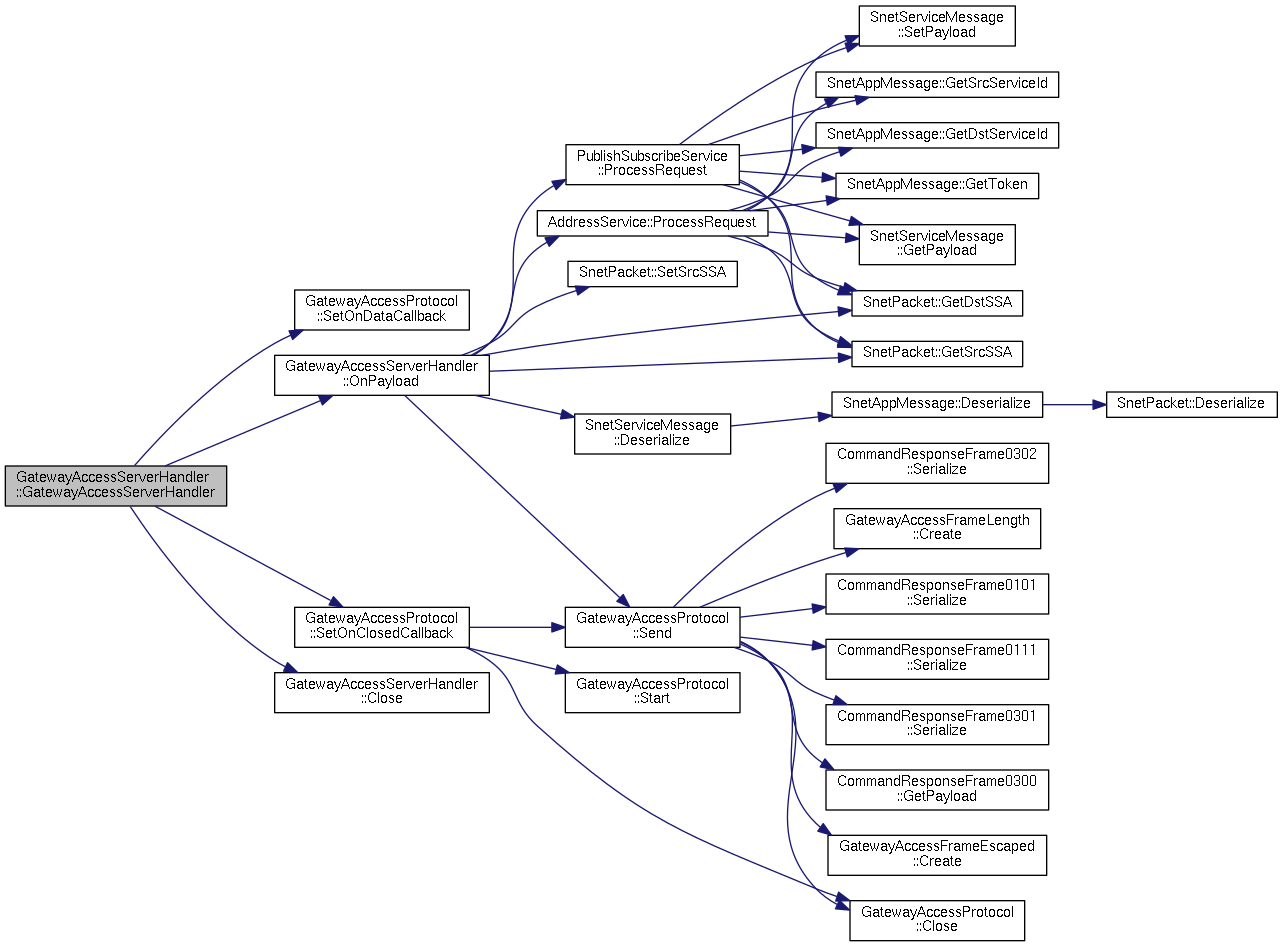 SnetServiceMessage
::SetPayload
SnetAppMessage::GetSrcServiceId
SnetAppMessage::GetDstServiceId
PublishSubscribeService
::ProcessRequest
SnetAppMessage::GetToken
AddressService::ProcessRequest
SnetServiceMessage
::GetPayload
SnetPacket::SetSrcSSA
GatewayAccessProtocol
::SetOnDataCallback
SnetPacket::GetDstSSA
SnetPacket::GetSrcSSA
GatewayAccessServerHandler
::OnPayload
SnetAppMessage::Deserialize
SnetPacket::Deserialize
SnetServiceMessage
::Deserialize
CommandResponseFrame0302
::Serialize
GatewayAccessServerHandler
::GatewayAccessServerHandler
GatewayAccessFrameLength
::Create
CommandResponseFrame0101
::Serialize
GatewayAccessProtocol
::SetOnClosedCallback
GatewayAccessProtocol
::Send
CommandResponseFrame0111
::Serialize
GatewayAccessServerHandler
::Close
GatewayAccessProtocol
::Start
CommandResponseFrame0301
::Serialize
CommandResponseFrame0300
::GetPayload
GatewayAccessFrameEscaped
::Create
GatewayAccessProtocol
::Close